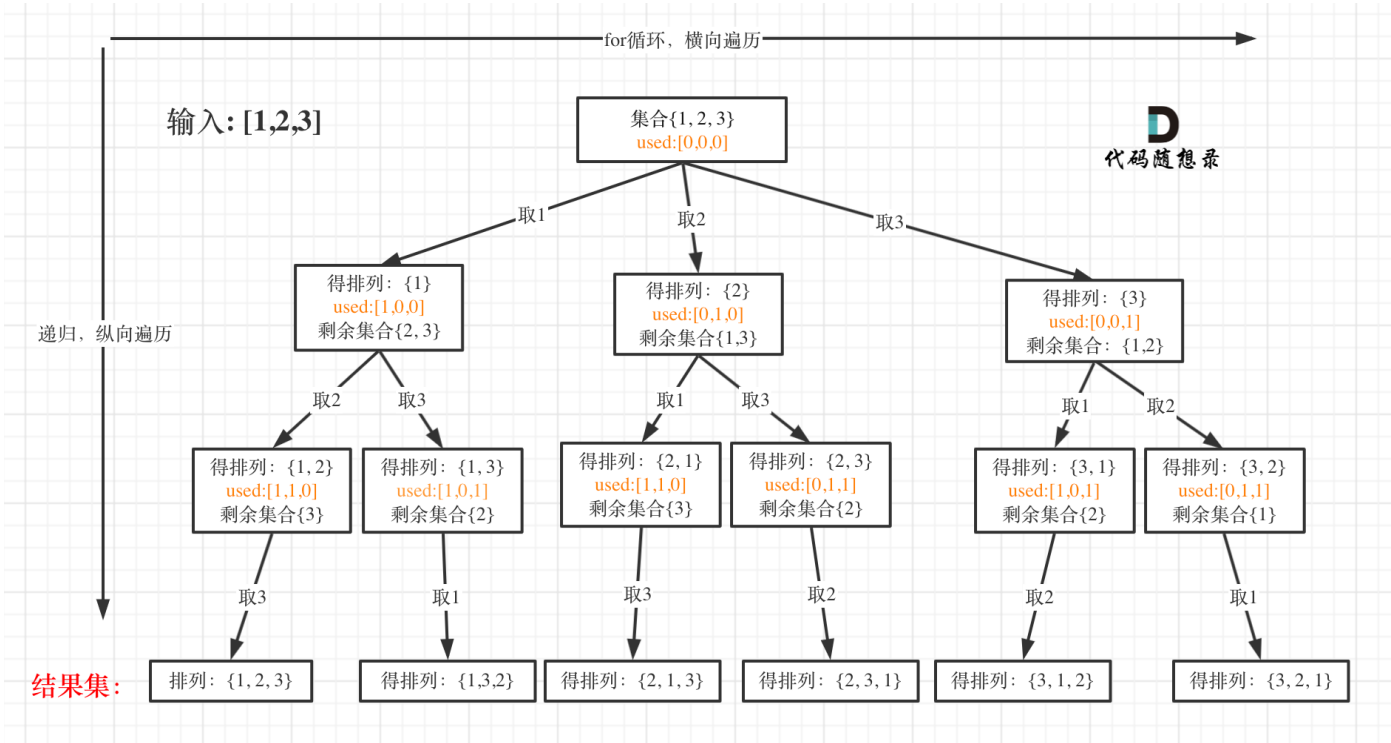 for循环，横向遍历
输入: [1,2,3]
集合{1, 2, 3}
used:[0,0,0]
代码随想录
取1
取2
取3
得排列：{1}
used:[1,0,0]
剩余集合{2, 3}
得排列：{2}
used:[0,1,0]
剩余集合{1,3}
得排列：{3}
used:[0,0,1]
剩余集合：{1,2}
递归，纵向遍历
取2
取3
取1
取3
取1
取2
得排列：{1, 2}
used:[1,1,0]
剩余集合{3}
得排列：{1, 3}
used:[1,0,1]
剩余集合{2}
得排列：{2, 1}
used:[1,1,0]
剩余集合{3}
得排列：{2, 3}
used:[0,1,1]
剩余集合{2}
得排列：{3, 1}
used:[1,0,1]
剩余集合{2}
得排列：{3, 2}
used:[0,1,1]
剩余集合{1}
取3
取1
取3
取2
取2
取1
结果集：
排列：{1, 2, 3}
得排列：{1,3,2}
得排列：{2, 1, 3}
得排列：{2, 3, 1}
得排列：{3, 1, 2}
得排列：{3, 2, 1}